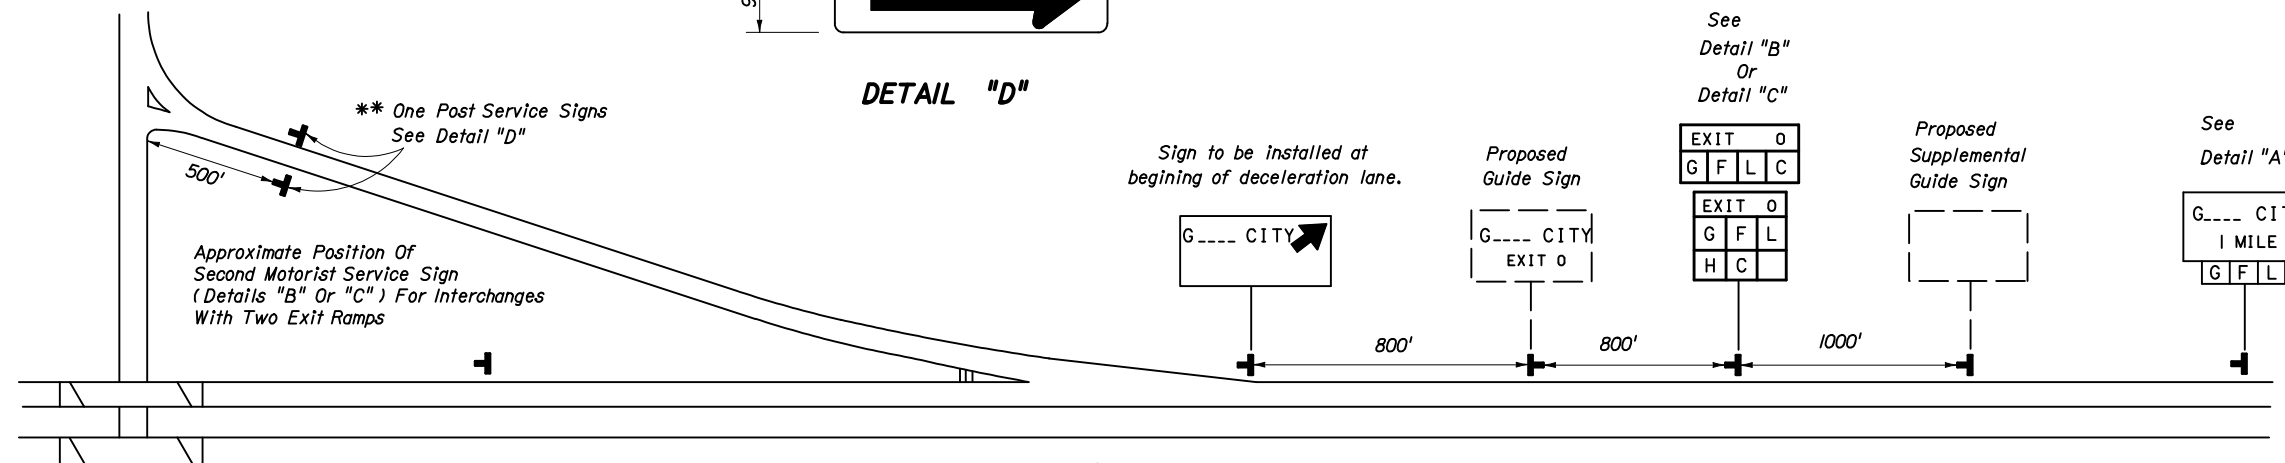 DETAIL "D"
** One Post Service Signs
See Detail "D"
500'
Approximate Position Of
Second Motorist Service Sign
(Details "B" Or "C") For Interchanges
With Two Exit Ramps
Sign to be installed at
begining of deceleration lane.
G____ CITY
800'
Proposed
Guide Sign
G____ CITY
EXIT 0
800'
See
Detail "B"
Or
Detail "C"
EXIT 0
G F L C
EXIT 0
G F L
H C
1000'
Proposed
Supplemental
Guide Sign
See
Detail "A"
G____ CIT
1 MILE
G F L